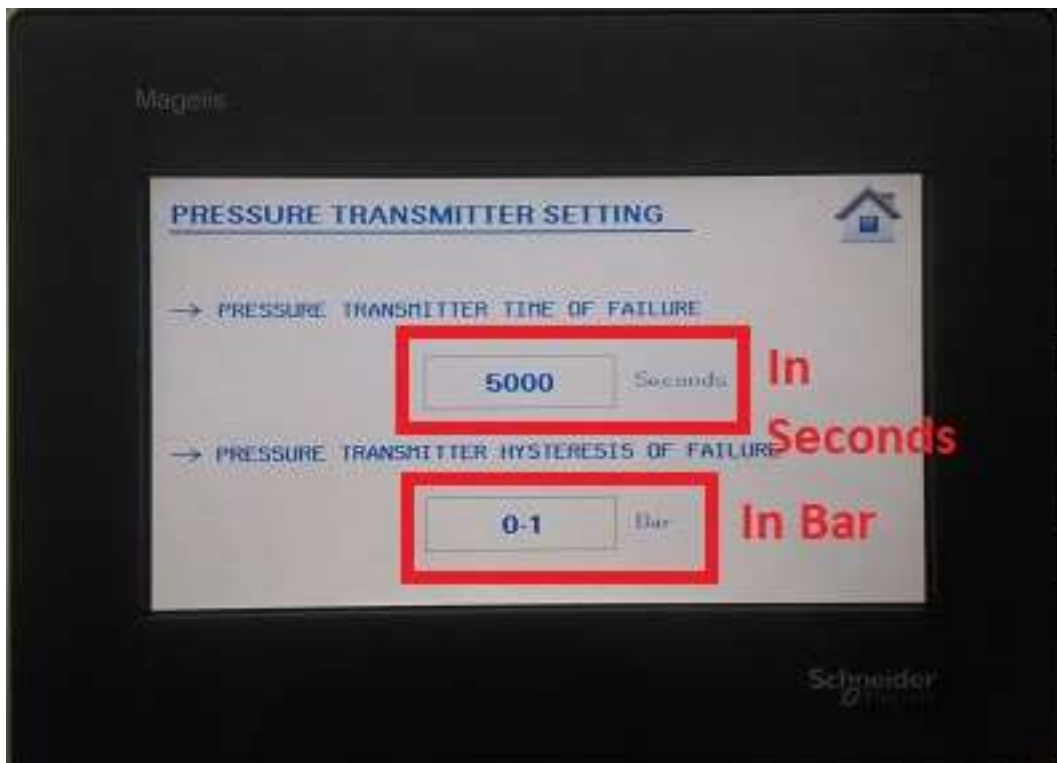 Magelis
PRESSURE TRANSMITTER SETTING
→ PRESSURE TRANSMITTER TIME OF FAILURE
5000 Seconds
In
Seconds
→ PRESSURE TRANSMITTER HYSTERESIS OF FAILURE
0-1 Bar
In Bar
Schneider